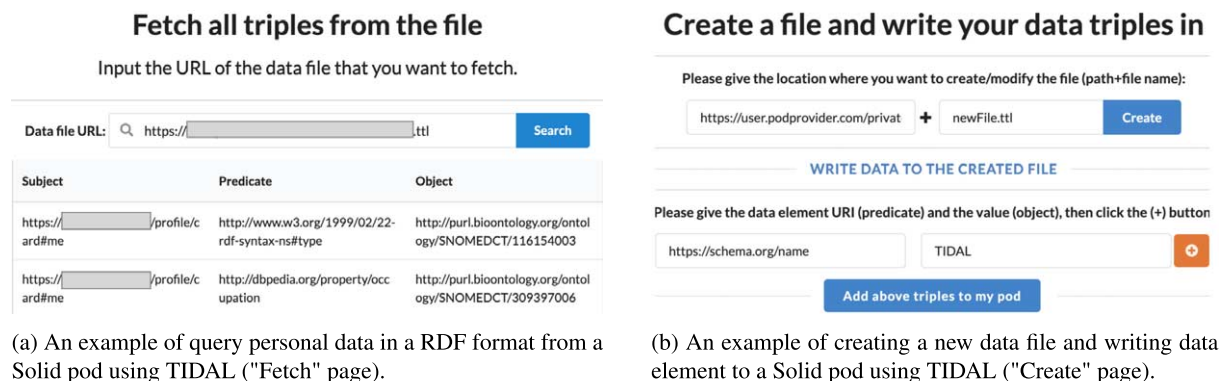 Fetch all triples from the file
Input the URL of the data file that you want to fetch.
Data file URL: https:// .ttl Search
Subject Predicate Object
https:// /profile/c http://www.w3.org/1999/02/22- http://purl.bioontology.org/ontol
ard#me rdf-syntax-ns#type ogy/SNOMEDCT/116154003
https:// /profile/c http://dbpedia.org/property/occ http://purl.bioontology.org/ontol
ard#me upation ogy/SNOMEDCT/309397006
(a) An example of query personal data in a RDF format from a
Solid pod using TIDAL ("Fetch" page).
Create a file and write your data triples in
Please give the location where you want to create/modify the file (path+file name):
https://user.podprovider.com/privat + newFile.ttl Create
WRITE DATA TO THE CREATED FILE
Please give the data element URI (predicate) and the value (object), then click the (+) button
https://schema.org/name TIDAL
Add above triples to my pod
(b) An example of creating a new data file and writing data
element to a Solid pod using TIDAL ("Create" page).